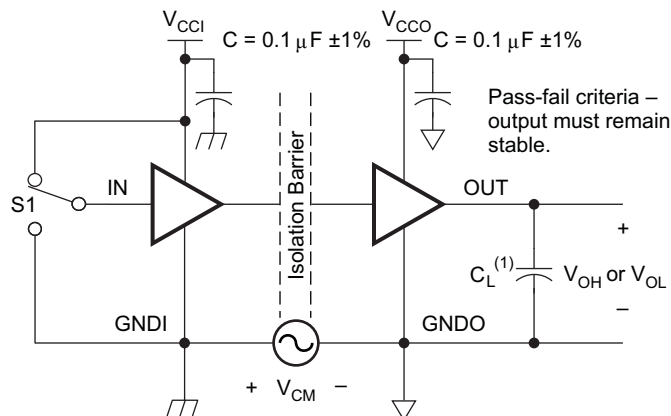 V_CCI
C = 0.1 μF ±1%
V_CCO
C = 0.1 μF ±1%
Pass-fail criteria –
output must remain
stable.
Isolation Barrier
IN
OUT
S1
+
C_L^(1)
V_OH or V_OL
–
GNDI
GNDO
+ V_CM –